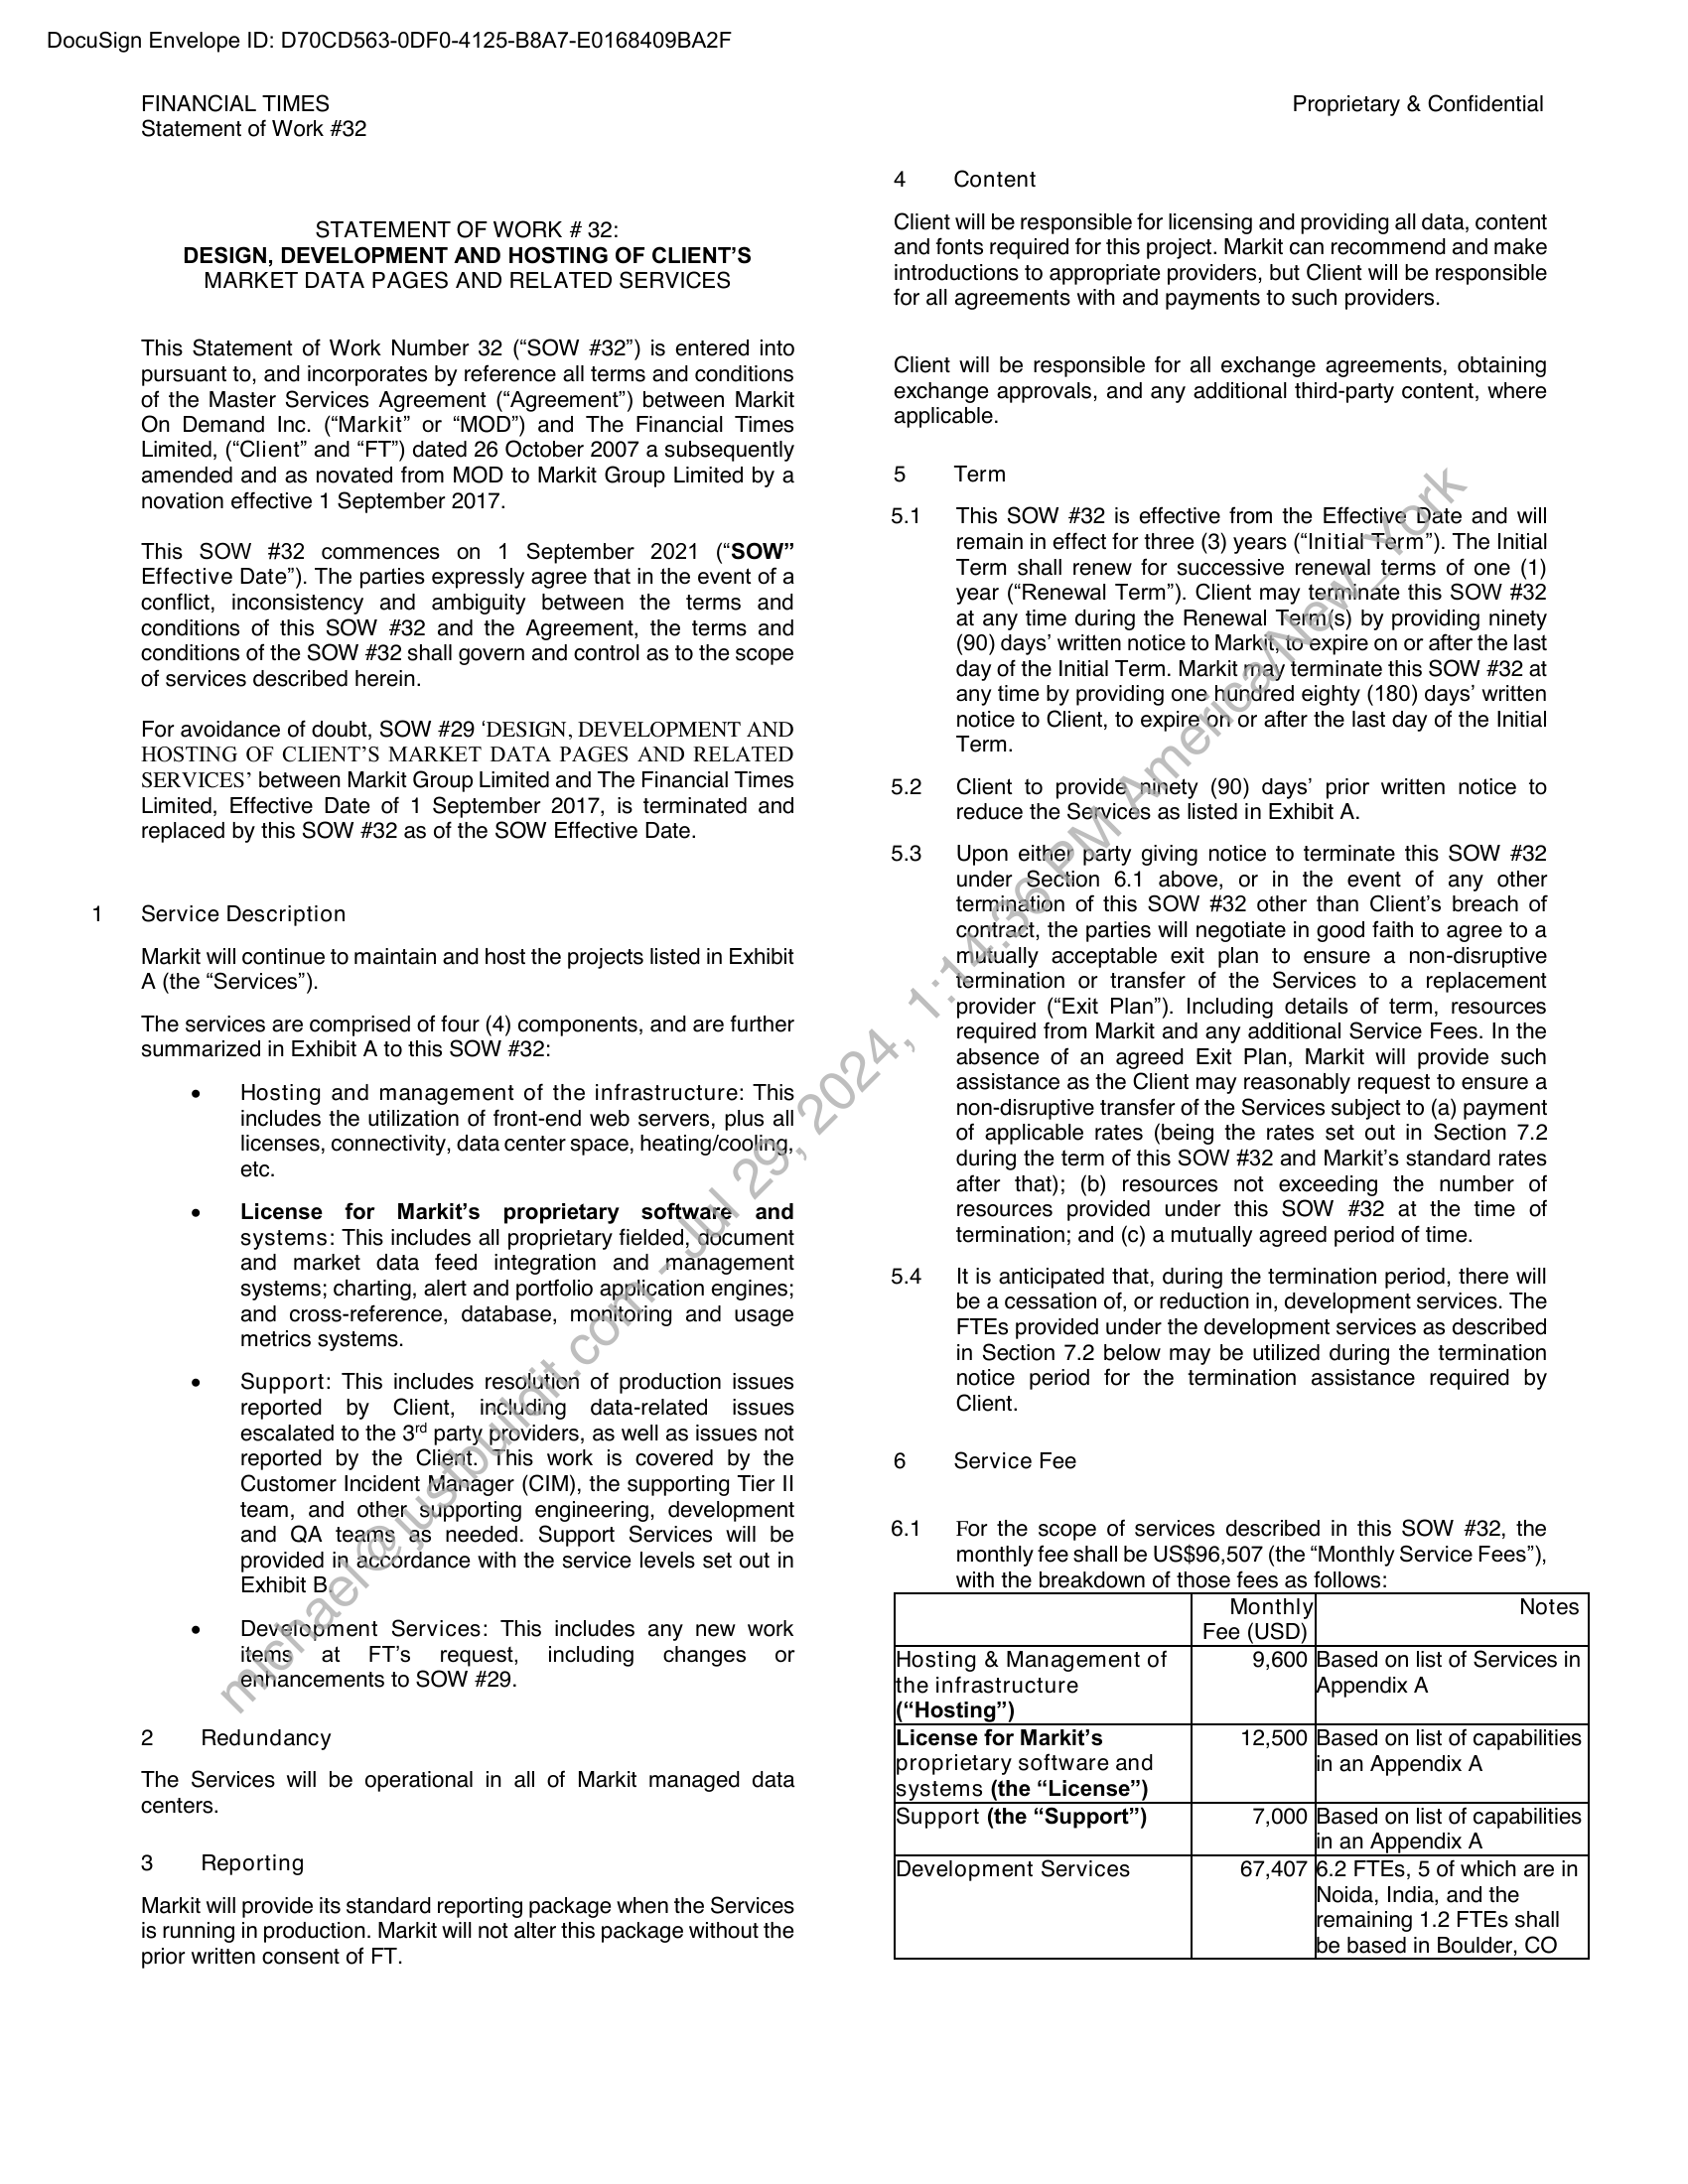 DocuSign Envelope ID: D70CD563-0DF0-4125-B8A7-E0168409BA2F
FINANCIAL TIMES
Statement of Work #32
Proprietary & Confidential
STATEMENT OF WORK # 32:
DESIGN, DEVELOPMENT AND HOSTING OF CLIENT’S
MARKET DATA PAGES AND RELATED SERVICES
This Statement of Work Number 32 (“SOW #32”) is entered into
pursuant to, and incorporates by reference all terms and conditions
of the Master Services Agreement (“Agreement”) between Markit
On Demand Inc. (“Markit” or “MOD”) and The Financial Times
Limited, (“Client” and “FT”) dated 26 October 2007 a subsequently
amended and as novated from MOD to Markit Group Limited by a
novation effective 1 September 2017.
This SOW #32 commences on 1 September 2021 (“SOW”
Effective Date”). The parties expressly agree that in the event of a
conflict, inconsistency and ambiguity between the terms and
conditions of this SOW #32 and the Agreement, the terms and
conditions of the SOW #32 shall govern and control as to the scope
of services described herein.
For avoidance of doubt, SOW #29 ‘DESIGN, DEVELOPMENT AND
HOSTING OF CLIENT’S MARKET DATA PAGES AND RELATED
SERVICES’ between Markit Group Limited and The Financial Times
Limited, Effective Date of 1 September 2017, is terminated and
replaced by this SOW #32 as of the SOW Effective Date.
1 Service Description
Markit will continue to maintain and host the projects listed in Exhibit
A (the “Services”).
The services are comprised of four (4) components, and are further
summarized in Exhibit A to this SOW #32:
• Hosting and management of the infrastructure: This
includes the utilization of front-end web servers, plus all
licenses, connectivity, data center space, heating/cooling,
etc.
• License for Markit’s proprietary software and
systems: This includes all proprietary fielded, document
and market data feed integration and management
systems; charting, alert and portfolio application engines;
and cross-reference, database, monitoring and usage
metrics systems.
• Support: This includes resolution of production issues
reported by Client, including data-related issues
escalated to the 3rd party providers, as well as issues not
reported by the Client. This work is covered by the
Customer Incident Manager (CIM), the supporting Tier II
team, and other supporting engineering, development
and QA teams as needed. Support Services will be
provided in accordance with the service levels set out in
Exhibit B.
• Development Services: This includes any new work
items at FT’s request, including changes or
enhancements to SOW #29.
2 Redundancy
The Services will be operational in all of Markit managed data
centers.
3 Reporting
Markit will provide its standard reporting package when the Services
is running in production. Markit will not alter this package without the
prior written consent of FT.
4 Content
Client will be responsible for licensing and providing all data, content
and fonts required for this project. Markit can recommend and make
introductions to appropriate providers, but Client will be responsible
for all agreements with and payments to such providers.
Client will be responsible for all exchange agreements, obtaining
exchange approvals, and any additional third-party content, where
applicable.
5 Term
5.1 This SOW #32 is effective from the Effective Date and will
remain in effect for three (3) years (“Initial Term”). The Initial
Term shall renew for successive renewal terms of one (1)
year (“Renewal Term”). Client may terminate this SOW #32
at any time during the Renewal Term(s) by providing ninety
(90) days’ written notice to Markit, to expire on or after the last
day of the Initial Term. Markit may terminate this SOW #32 at
any time by providing one hundred eighty (180) days’ written
notice to Client, to expire on or after the last day of the Initial
Term.
5.2 Client to provide ninety (90) days’ prior written notice to
reduce the Services as listed in Exhibit A.
5.3 Upon either party giving notice to terminate this SOW #32
under Section 6.1 above, or in the event of any other
termination of this SOW #32 other than Client’s breach of
contract, the parties will negotiate in good faith to agree to a
mutually acceptable exit plan to ensure a non-disruptive
termination or transfer of the Services to a replacement
provider (“Exit Plan”). Including details of term, resources
required from Markit and any additional Service Fees. In the
absence of an agreed Exit Plan, Markit will provide such
assistance as the Client may reasonably request to ensure a
non-disruptive transfer of the Services subject to (a) payment
of applicable rates (being the rates set out in Section 7.2
during the term of this SOW #32 and Markit’s standard rates
after that); (b) resources not exceeding the number of
resources provided under this SOW #32 at the time of
termination; and (c) a mutually agreed period of time.
5.4 It is anticipated that, during the termination period, there will
be a cessation of, or reduction in, development services. The
FTEs provided under the development services as described
in Section 7.2 below may be utilized during the termination
notice period for the termination assistance required by
Client.
6 Service Fee
6.1 For the scope of services described in this SOW #32, the
monthly fee shall be US$96,507 (the “Monthly Service Fees”),
with the breakdown of those fees as follows:
Monthly Notes
Fee (USD)
Hosting & Management of 9,600 Based on list of Services in
the infrastructure Appendix A
(“Hosting”)
License for Markit’s 12,500 Based on list of capabilities
proprietary software and in an Appendix A
systems (the “License”)
Support (the “Support”) 7,000 Based on list of capabilities
in an Appendix A
Development Services 67,407 6.2 FTEs, 5 of which are in
Noida, India, and the
remaining 1.2 FTEs shall
be based in Boulder, CO
michael@justbuildit.com - Jul 29, 2024, 1:14:36 PM America/New_York